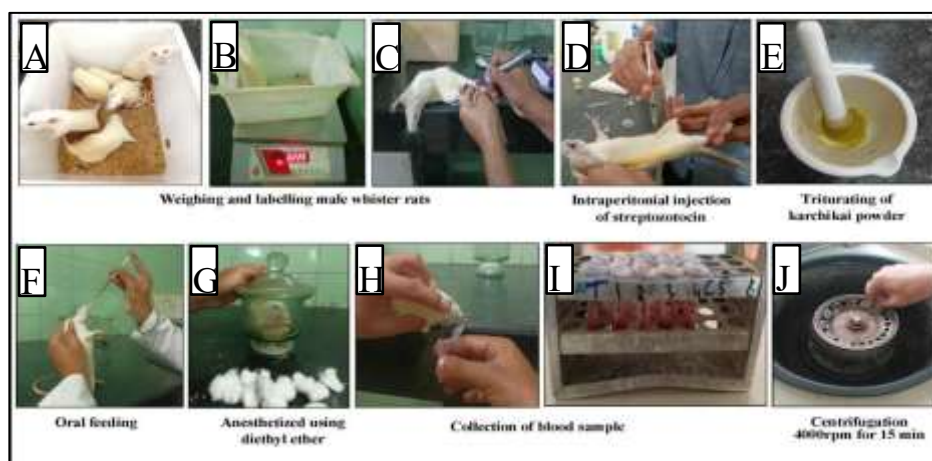 A
B
C
D
E
Weighing and labelling male whister rats
Intraperitonial injection
of streptozotocin
Triturating of
karchikai powder
F
G
H
I
J
Oral feeding
Anesthetized using
diethyl ether
Collection of blood sample
Centrifugation
4000rpm for 15 min